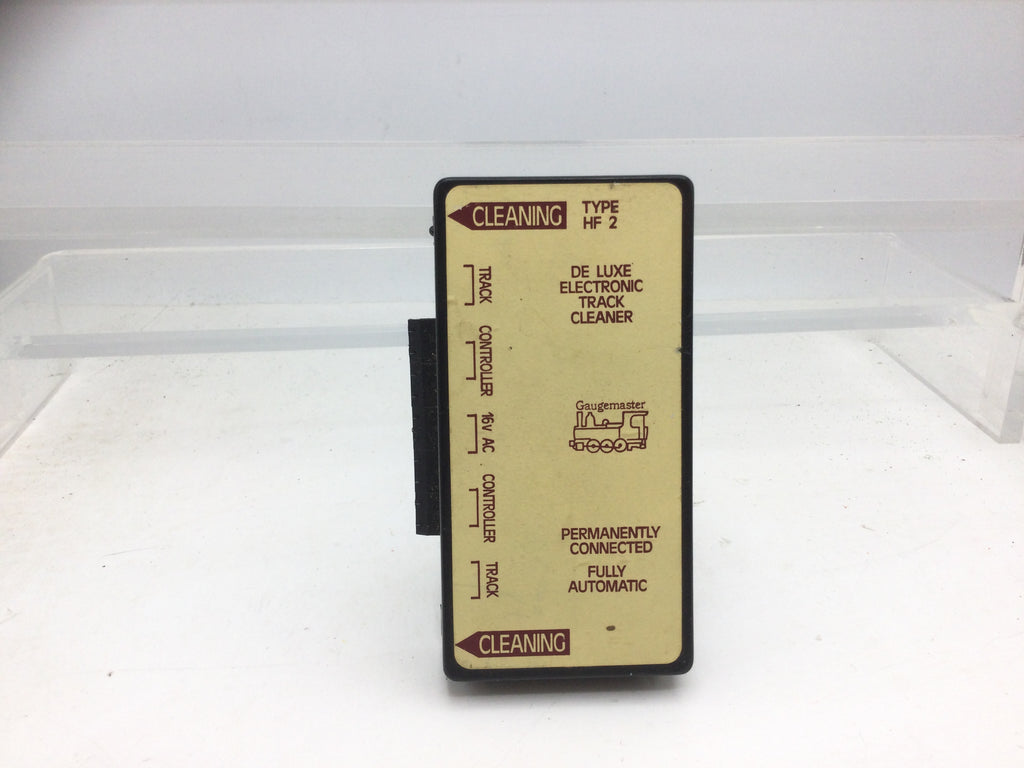 CLEANING
TYPE
HF 2
DE LUXE
ELECTRONIC
TRACK
CLEANER
TRACK
CONTROLLER
16v AC
CONTROLLER
TRACK
Gaugemaster
PERMANENTLY
CONNECTED
FULLY
AUTOMATIC
CLEANING